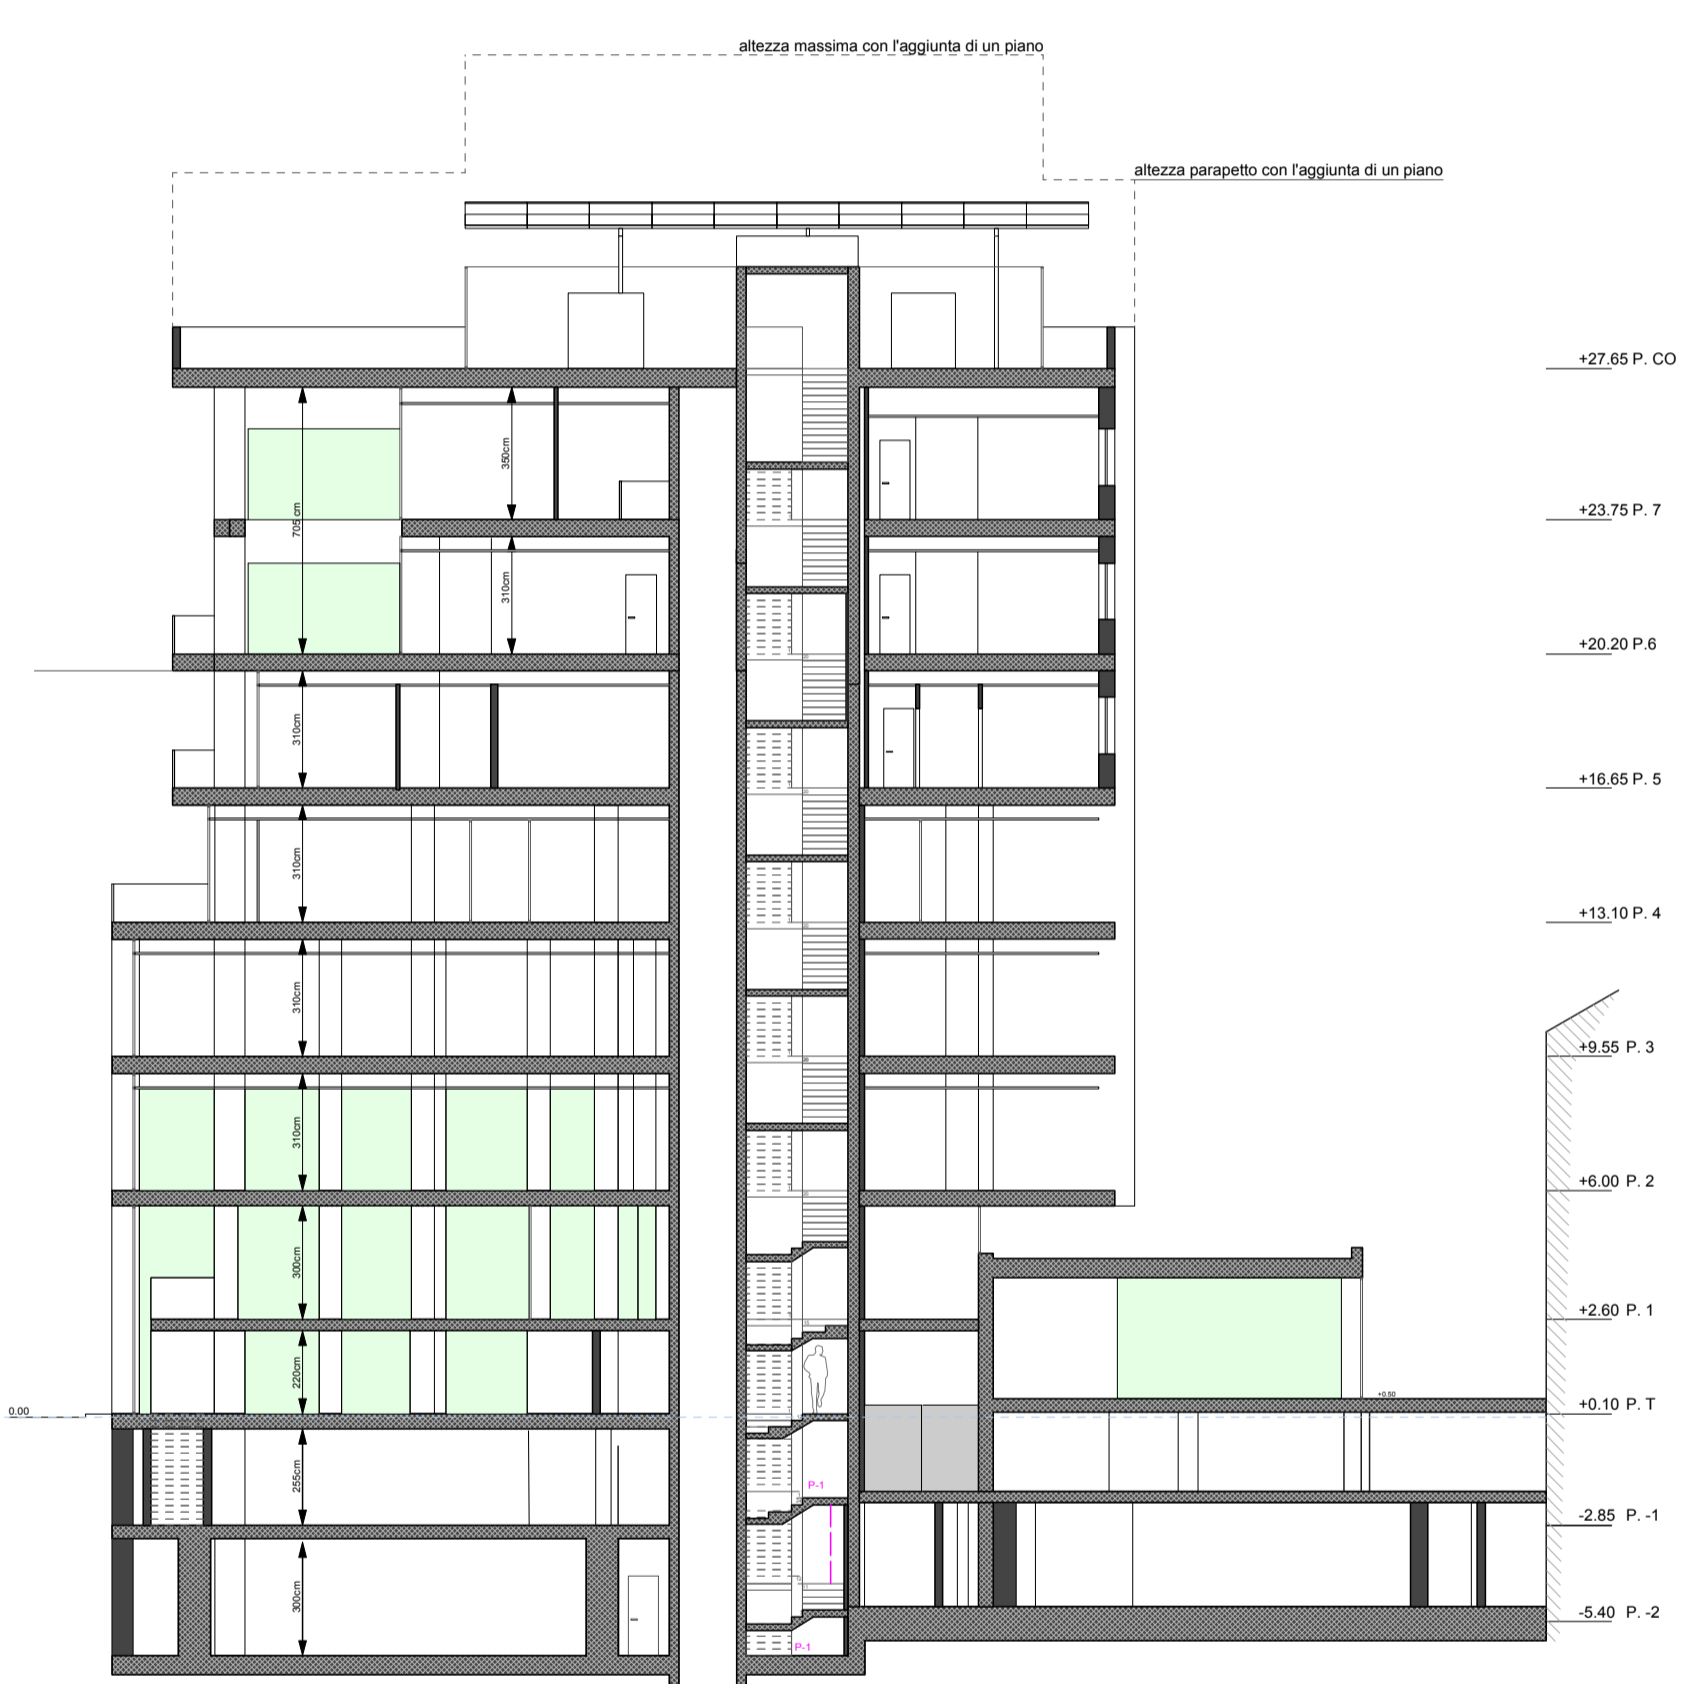 altezza massima con l'aggiunta di un piano
altezza parapetto con l'aggiunta di un piano
+27.65 P. CO
350cm
705cm
+23.75 P. 7
310cm
+20.20 P.6
310cm
+16.65 P. 5
310cm
+13.10 P. 4
310cm
+9.55 P. 3
310cm
+6.00 P. 2
300cm
+2.60 P. 1
220cm
+0.50
0.00
+0.10 P. T
255cm
P-1
-2.85 P. -1
300cm
-5.40 P. -2
P-1